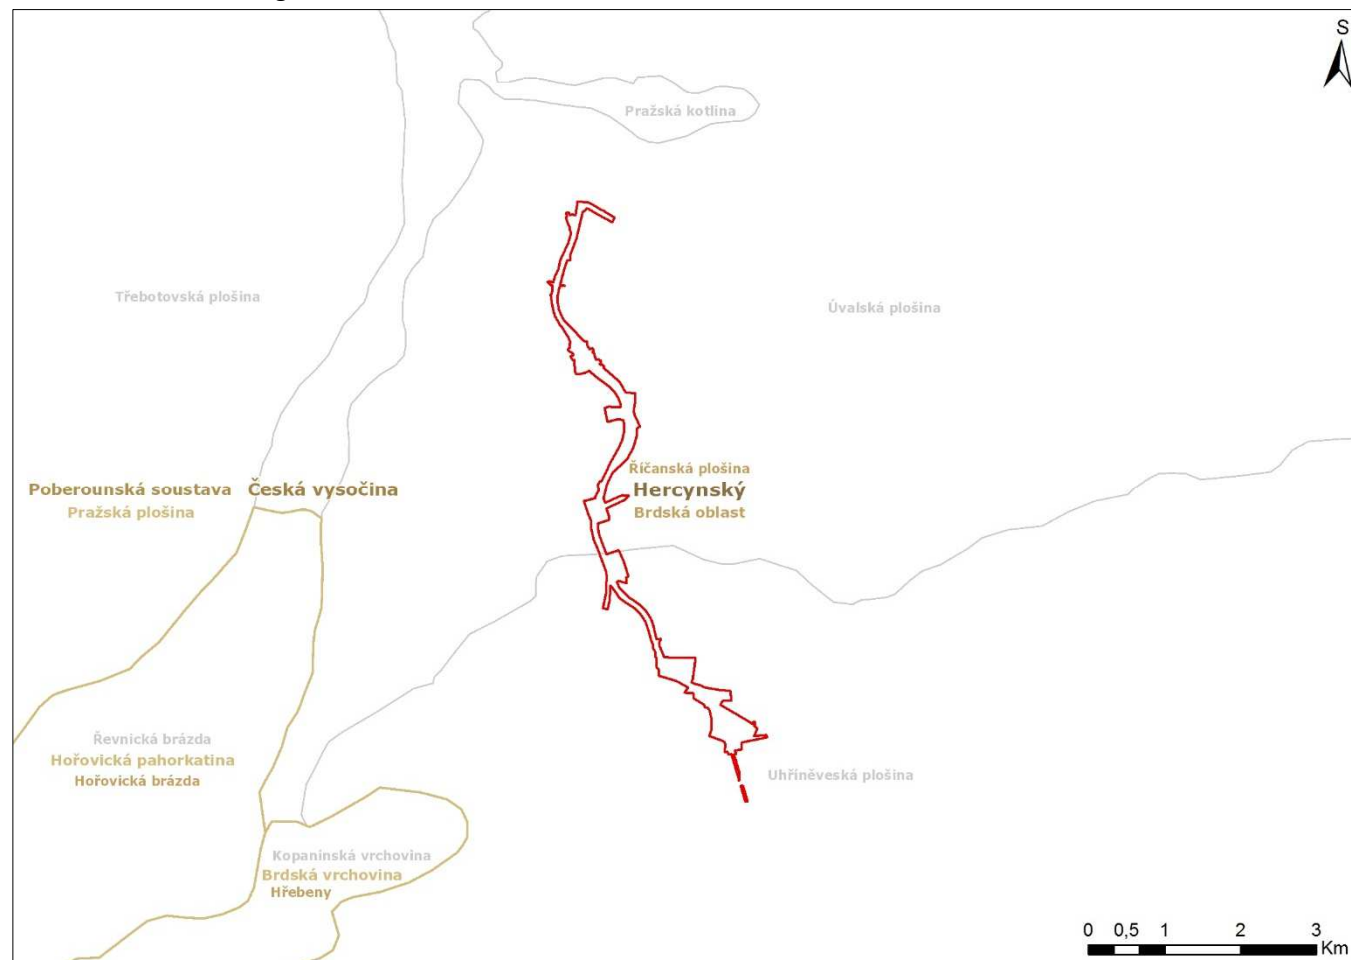 S
Pražská kotlina
Třebotovská plošina
Úvalská plošina
Říčanská plošina
Poberounská soustava Česká vysočina
Hercynský
Pražská plošina
Brdská oblast
Řevnická brázda
Hořovická pahorkatina
Hořovická brázda
Uhříněveská plošina
Kopaninská vrchovina
Brdská vrchovina
Hřebeny
0 0,5 1 2 3
Km